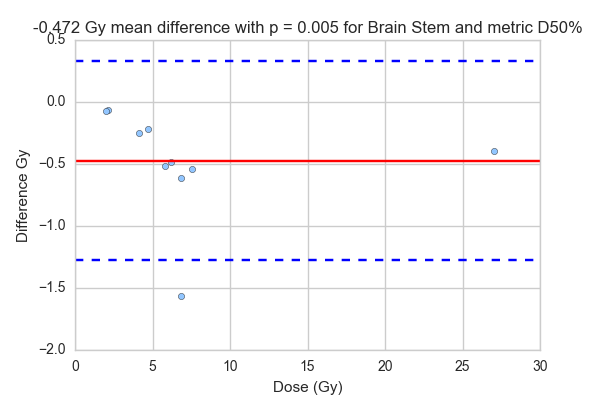 -0.472 Gy mean difference with p = 0.005 for Brain Stem and metric D50%
0.5
0.0
−0.5
−1.0
−1.5
−2.0
Difference Gy
0 5 10 15 20 25 30
Dose (Gy)